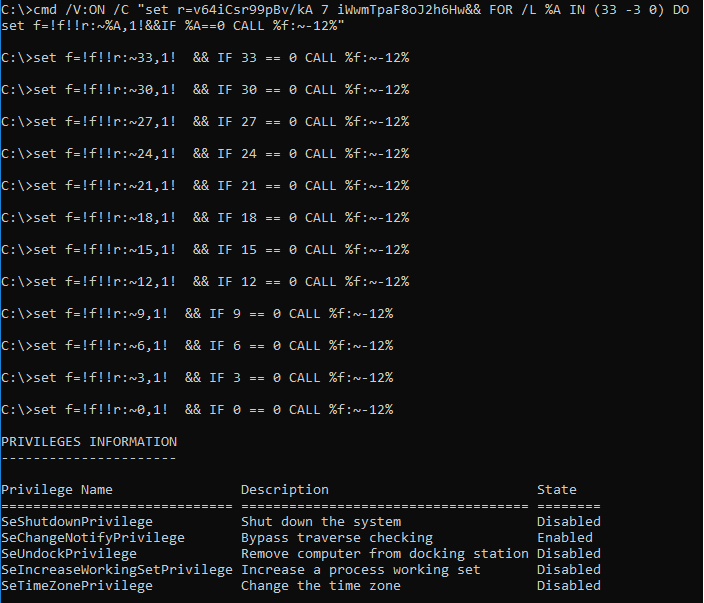 C:\>cmd /V:ON /C "set r=v64iCsr99pBv/kA 7 iWwmTpaF8oJ2h6Hw&& FOR /L %A IN (33 -3 0) DO
set f=!f!!r:~%A,1!&&IF %A==0 CALL %f:~-12%"
C:\>set f=!f!!r:~33,1!  && IF 33 == 0 CALL %f:~-12%
C:\>set f=!f!!r:~30,1!  && IF 30 == 0 CALL %f:~-12%
C:\>set f=!f!!r:~27,1!  && IF 27 == 0 CALL %f:~-12%
C:\>set f=!f!!r:~24,1!  && IF 24 == 0 CALL %f:~-12%
C:\>set f=!f!!r:~21,1!  && IF 21 == 0 CALL %f:~-12%
C:\>set f=!f!!r:~18,1!  && IF 18 == 0 CALL %f:~-12%
C:\>set f=!f!!r:~15,1!  && IF 15 == 0 CALL %f:~-12%
C:\>set f=!f!!r:~12,1!  && IF 12 == 0 CALL %f:~-12%
C:\>set f=!f!!r:~9,1!  && IF 9 == 0 CALL %f:~-12%
C:\>set f=!f!!r:~6,1!  && IF 6 == 0 CALL %f:~-12%
C:\>set f=!f!!r:~3,1!  && IF 3 == 0 CALL %f:~-12%
C:\>set f=!f!!r:~0,1!  && IF 0 == 0 CALL %f:~-12%
PRIVILEGES INFORMATION
----------------------
Privilege Name                Description                          State
============================= ==================================== ========
SeShutdownPrivilege           Shut down the system                 Disabled
SeChangeNotifyPrivilege       Bypass traverse checking             Enabled
SeUndockPrivilege             Remove computer from docking station Disabled
SeIncreaseWorkingSetPrivilege Increase a process working set       Disabled
SeTimeZonePrivilege           Change the time zone                 Disabled